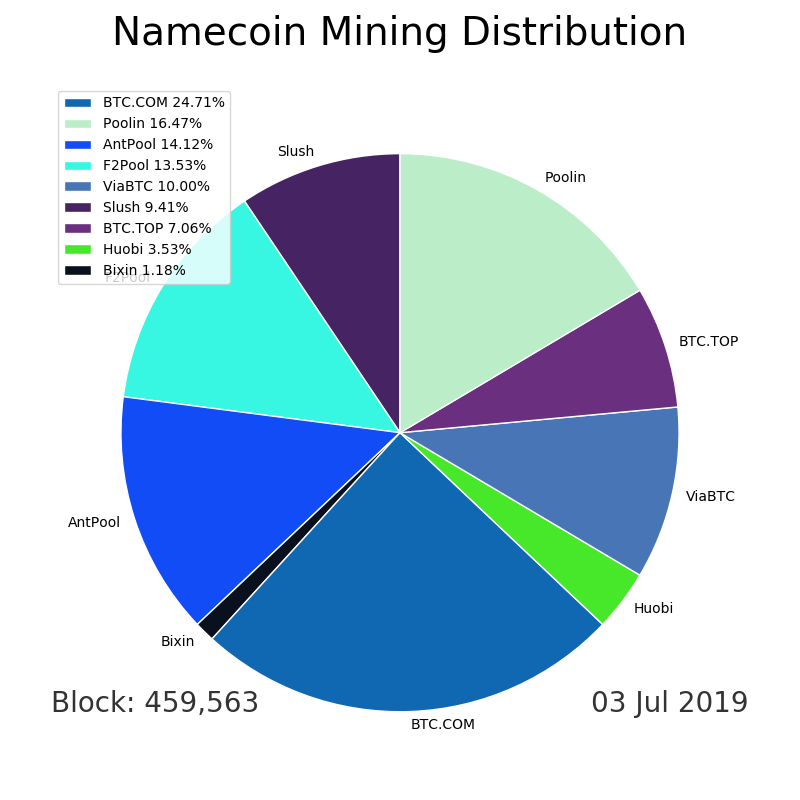 Namecoin Mining Distribution
BTC.COM 24.71%
Poolin 16.47%
AntPool 14.12%
F2Pool 13.53%
ViaBTC 10.00%
Slush 9.41%
BTC.TOP 7.06%
Huobi 3.53%
Bixin 1.18%
Slush
Poolin
F2Pool
BTC.TOP
AntPool
ViaBTC
Huobi
Bixin
BTC.COM
Block: 459,563
03 Jul 2019